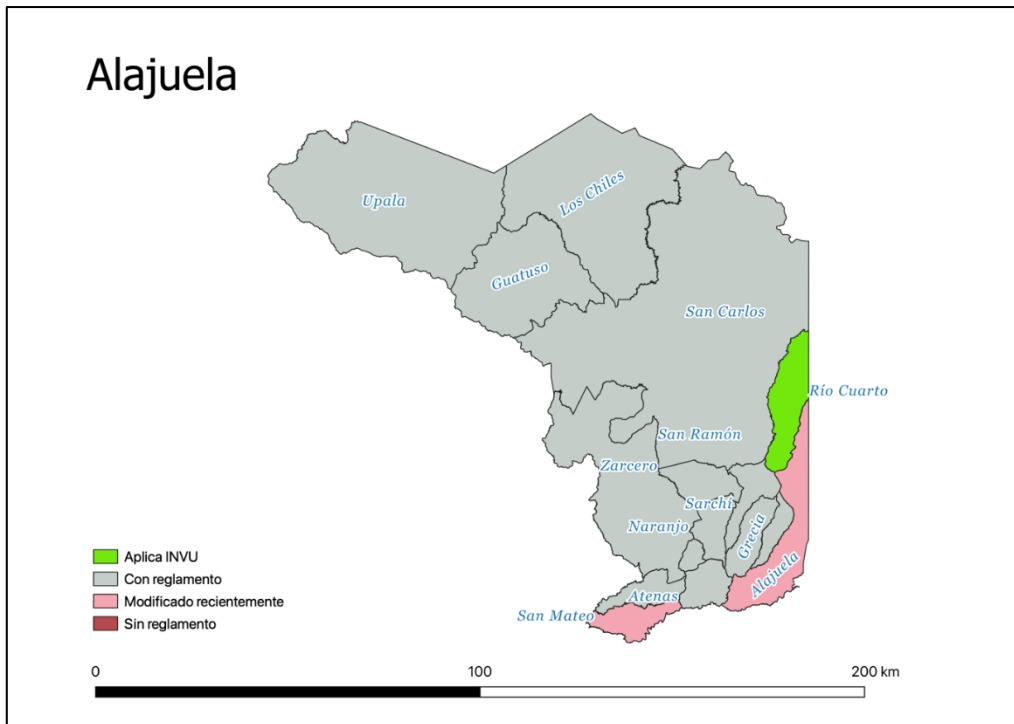 Alajuela
Upala
Los Chiles
Guatuso
San Carlos
Río Cuarto
San Ramón
Zarcero
Sarchí
Naranjo
Grecia
Alajuela
Atenas
San Mateo
Aplica INVU
Con reglamento
Modificado recientemente
Sin reglamento
0 100 200 km